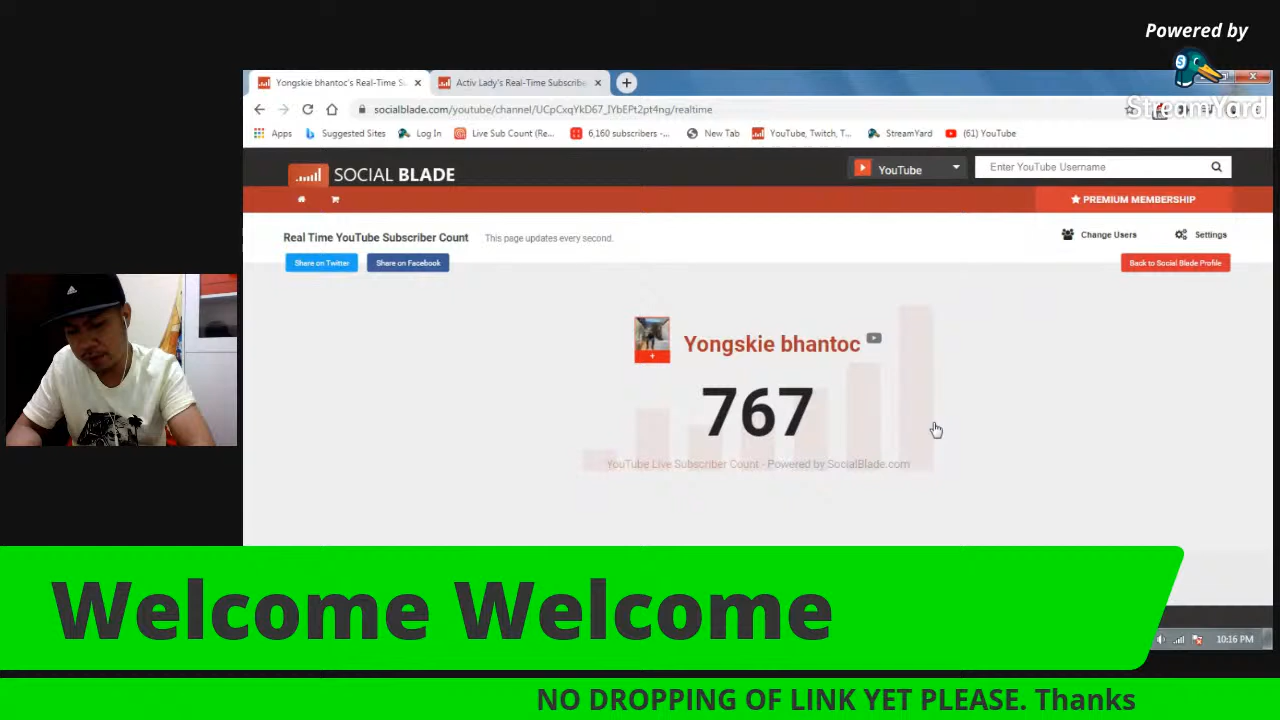 Powered by
StreamYard
Yongskie bhantoc's Real-Time Su
Activ Lady's Real-Time Subscribe
socialblade.com/youtube/channel/UCpCxqYkD67_IYbEPt2pt4ng/realtime
Apps Suggested Sites Log In Live Sub Count (Re... 6,160 subscribers -... New Tab YouTube, Twitch, T... StreamYard (61) YouTube
SOCIAL BLADE
YouTube
Enter YouTube Username
PREMIUM MEMBERSHIP
Real Time YouTube Subscriber Count This page updates every second.
Change Users Settings
Share on Twitter Share on Facebook
Back to Social Blade Profile
Yongskie bhantoc
767
YouTube Live Subscriber Count - Powered by SocialBlade.com
Welcome Welcome
10:16 PM
NO DROPPING OF LINK YET PLEASE. Thanks